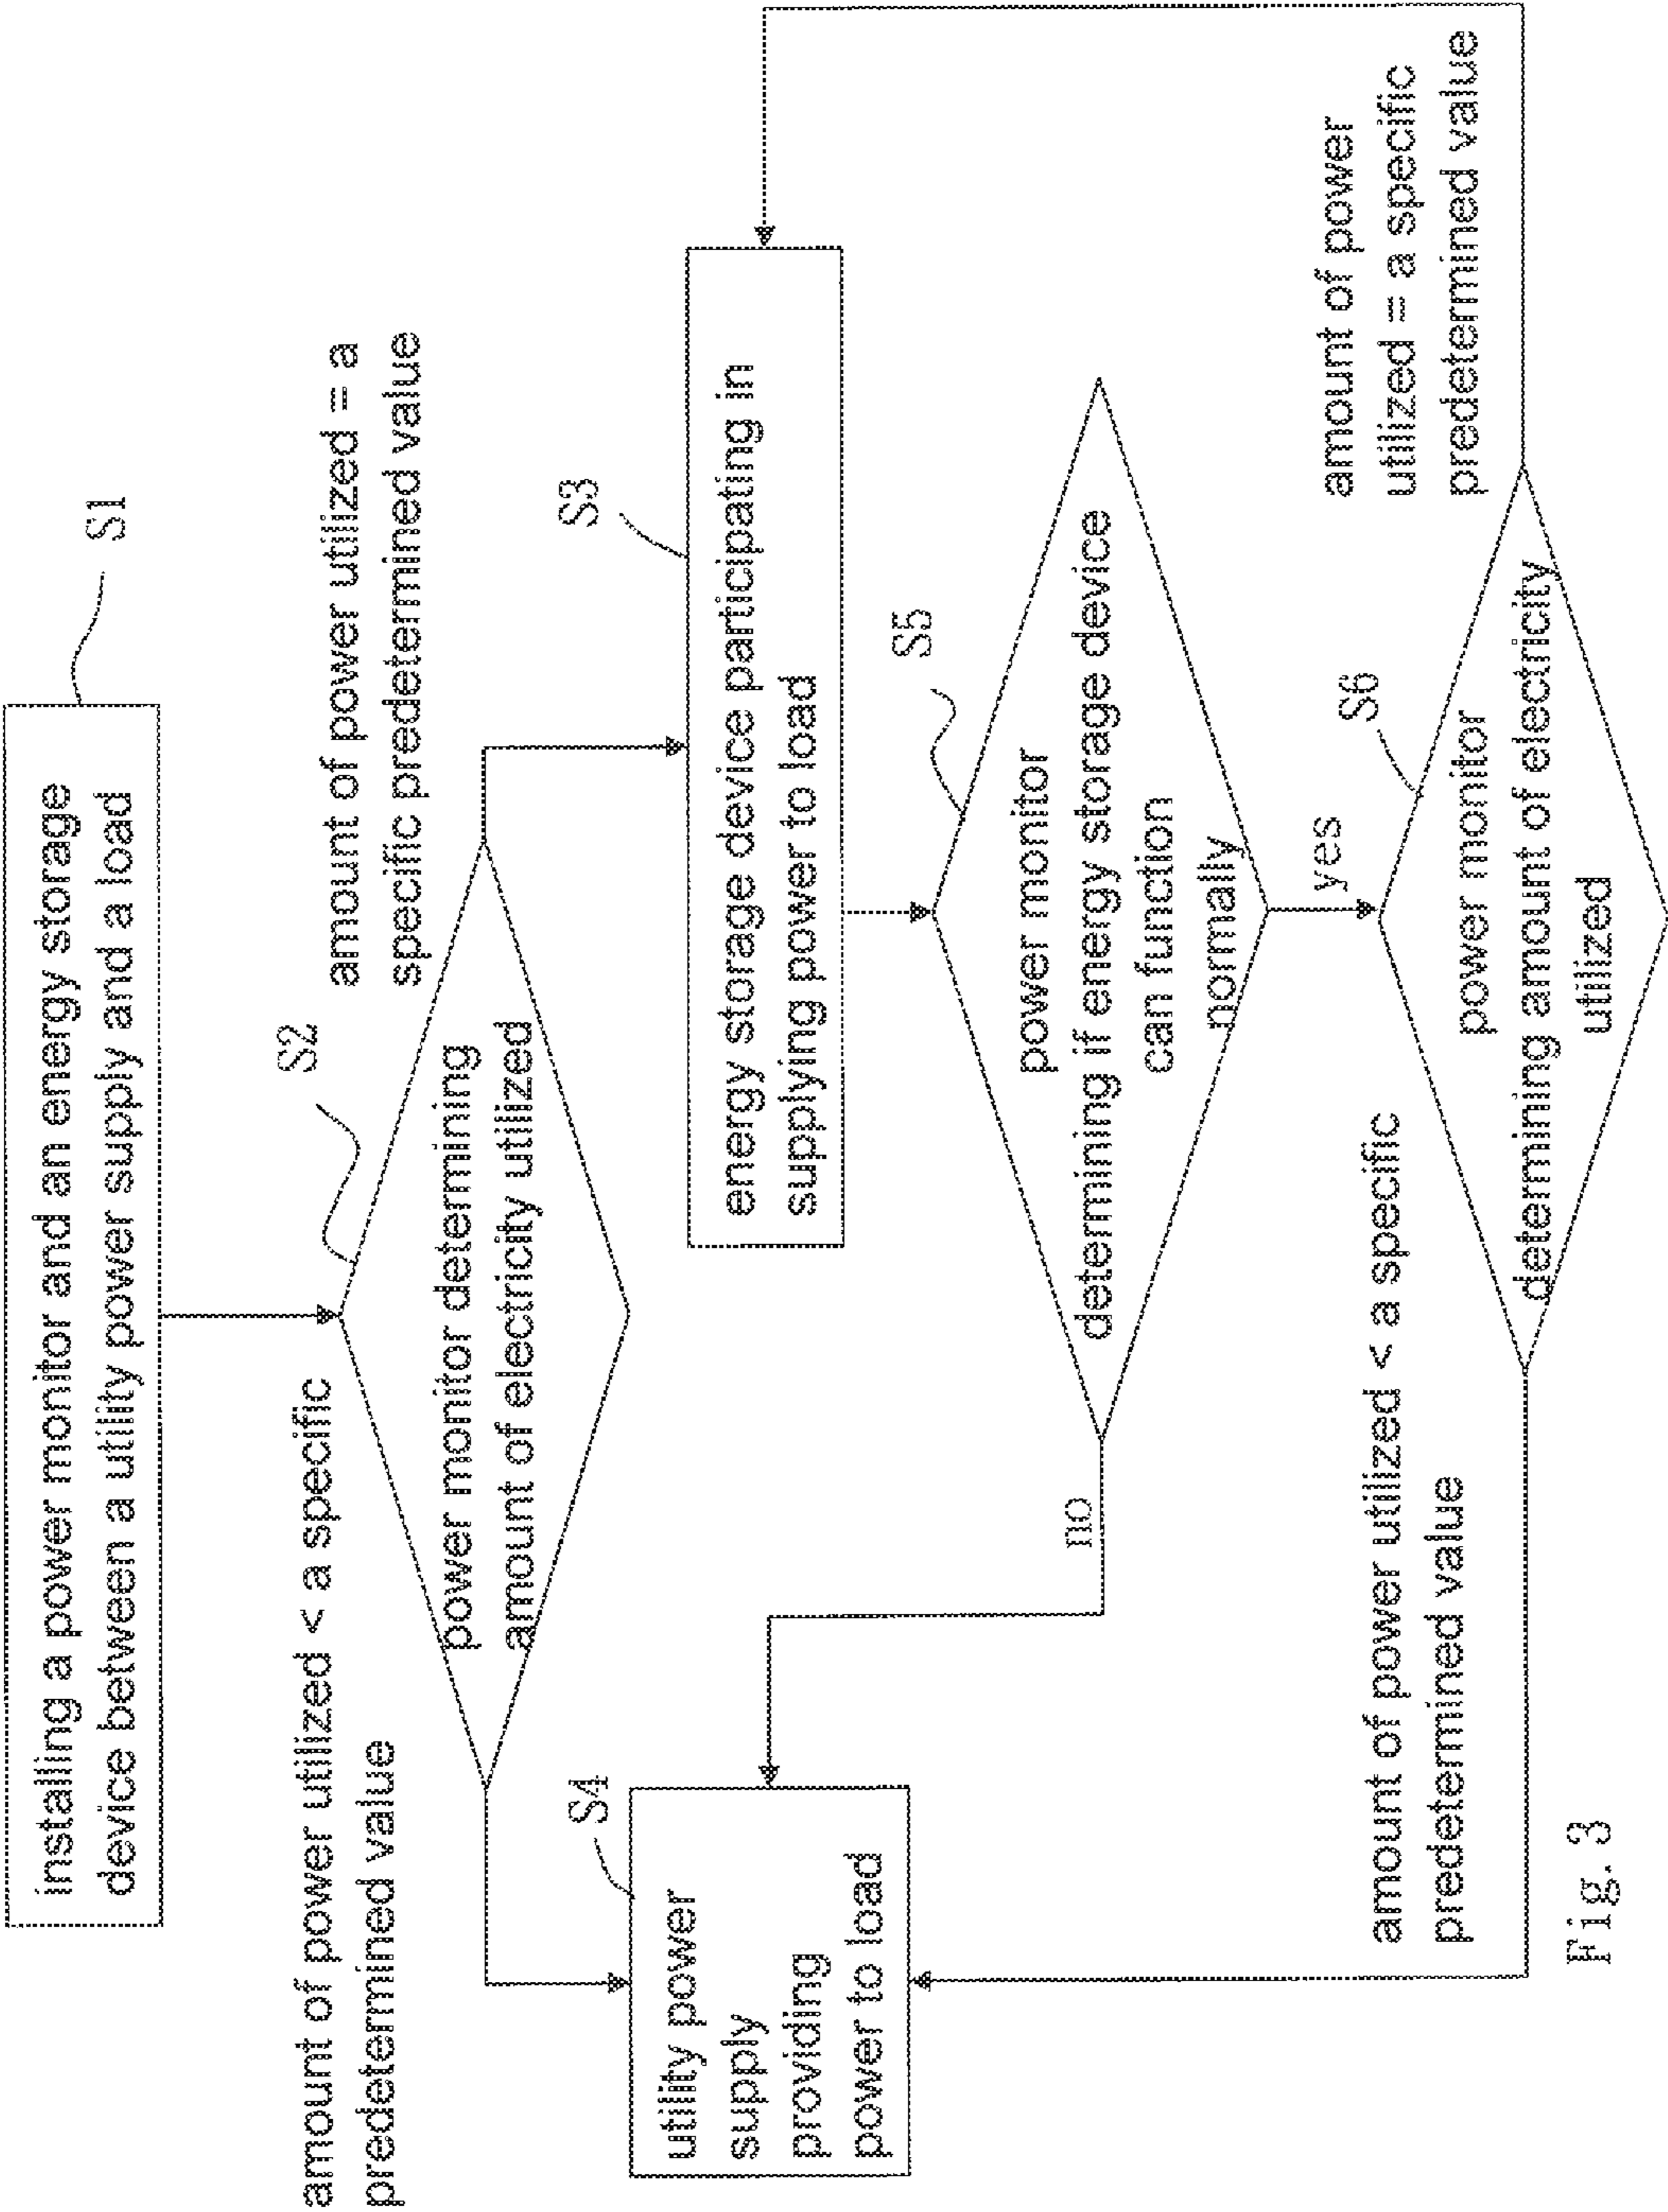 installing a power monitor and an energy storage
device between a utility power supply and a load
S1
S2
amount of power utilized < a specific
predetermined value
amount of power utilized = a
specific predetermined value
power monitor determining
amount of electricity utilized
S3
energy storage device participating in
supplying power to load
S4
utility power
supply
providing
power to load
S5
power monitor
determining if energy storage device
can function
normally
no
yes
S6
power monitor
determining amount of electricity
utilized
amount of power
utilized = a specific
predetermined value
amount of power utilized < a specific
predetermined value
Fig. 3